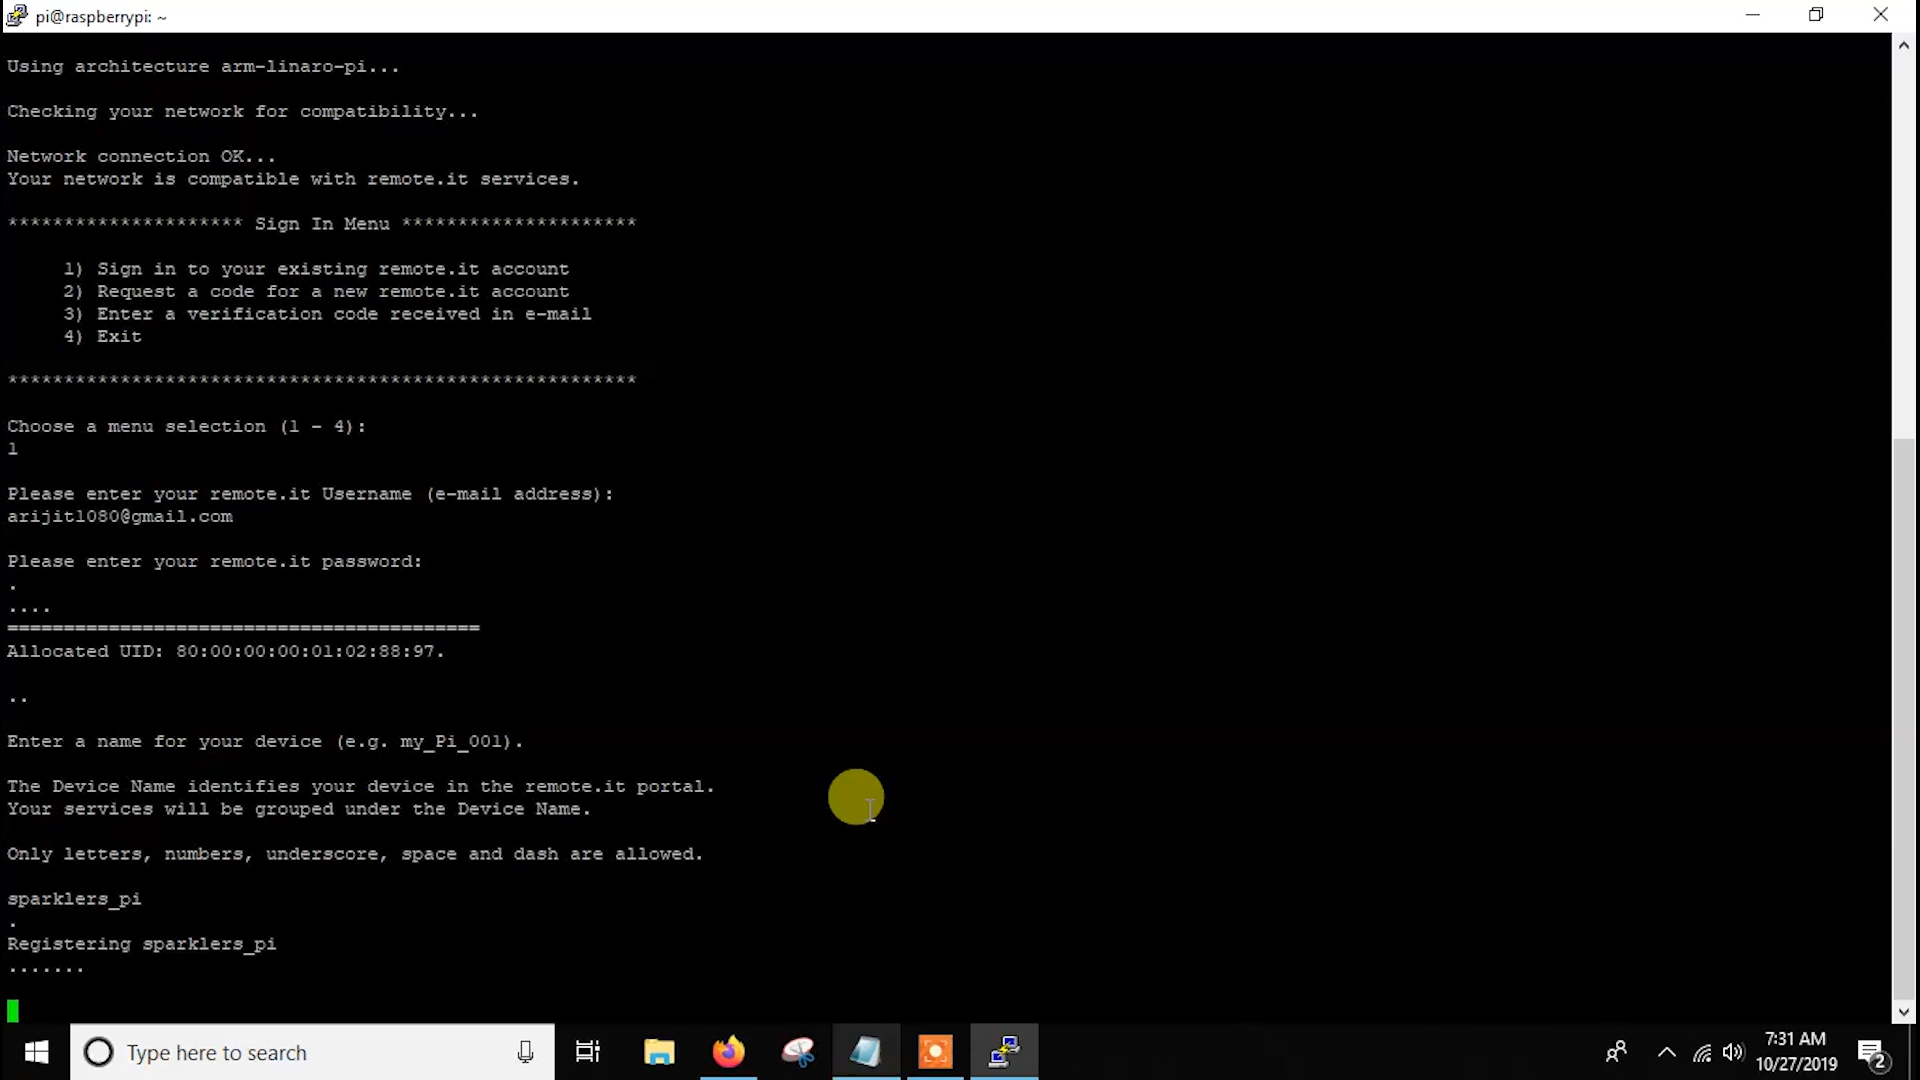 pi@raspberrypi: ~
Using architecture arm-linaro-pi...
Checking your network for compatibility...
Network connection OK...
Your network is compatible with remote.it services.
********************* Sign In Menu *********************
1) Sign in to your existing remote.it account
2) Request a code for a new remote.it account
3) Enter a verification code received in e-mail
4) Exit
********************************************************
Choose a menu selection (1 - 4):
1
Please enter your remote.it Username (e-mail address):
arijit1080@gmail.com
Please enter your remote.it password:
.
....
==========================================
Allocated UID: 80:00:00:00:01:02:88:97.
..
Enter a name for your device (e.g. my_Pi_001).
The Device Name identifies your device in the remote.it portal.
Your services will be grouped under the Device Name.
Only letters, numbers, underscore, space and dash are allowed.
sparklers_pi
.
Registering sparklers_pi
.......
Type here to search
7:31 AM
10/27/2019
2